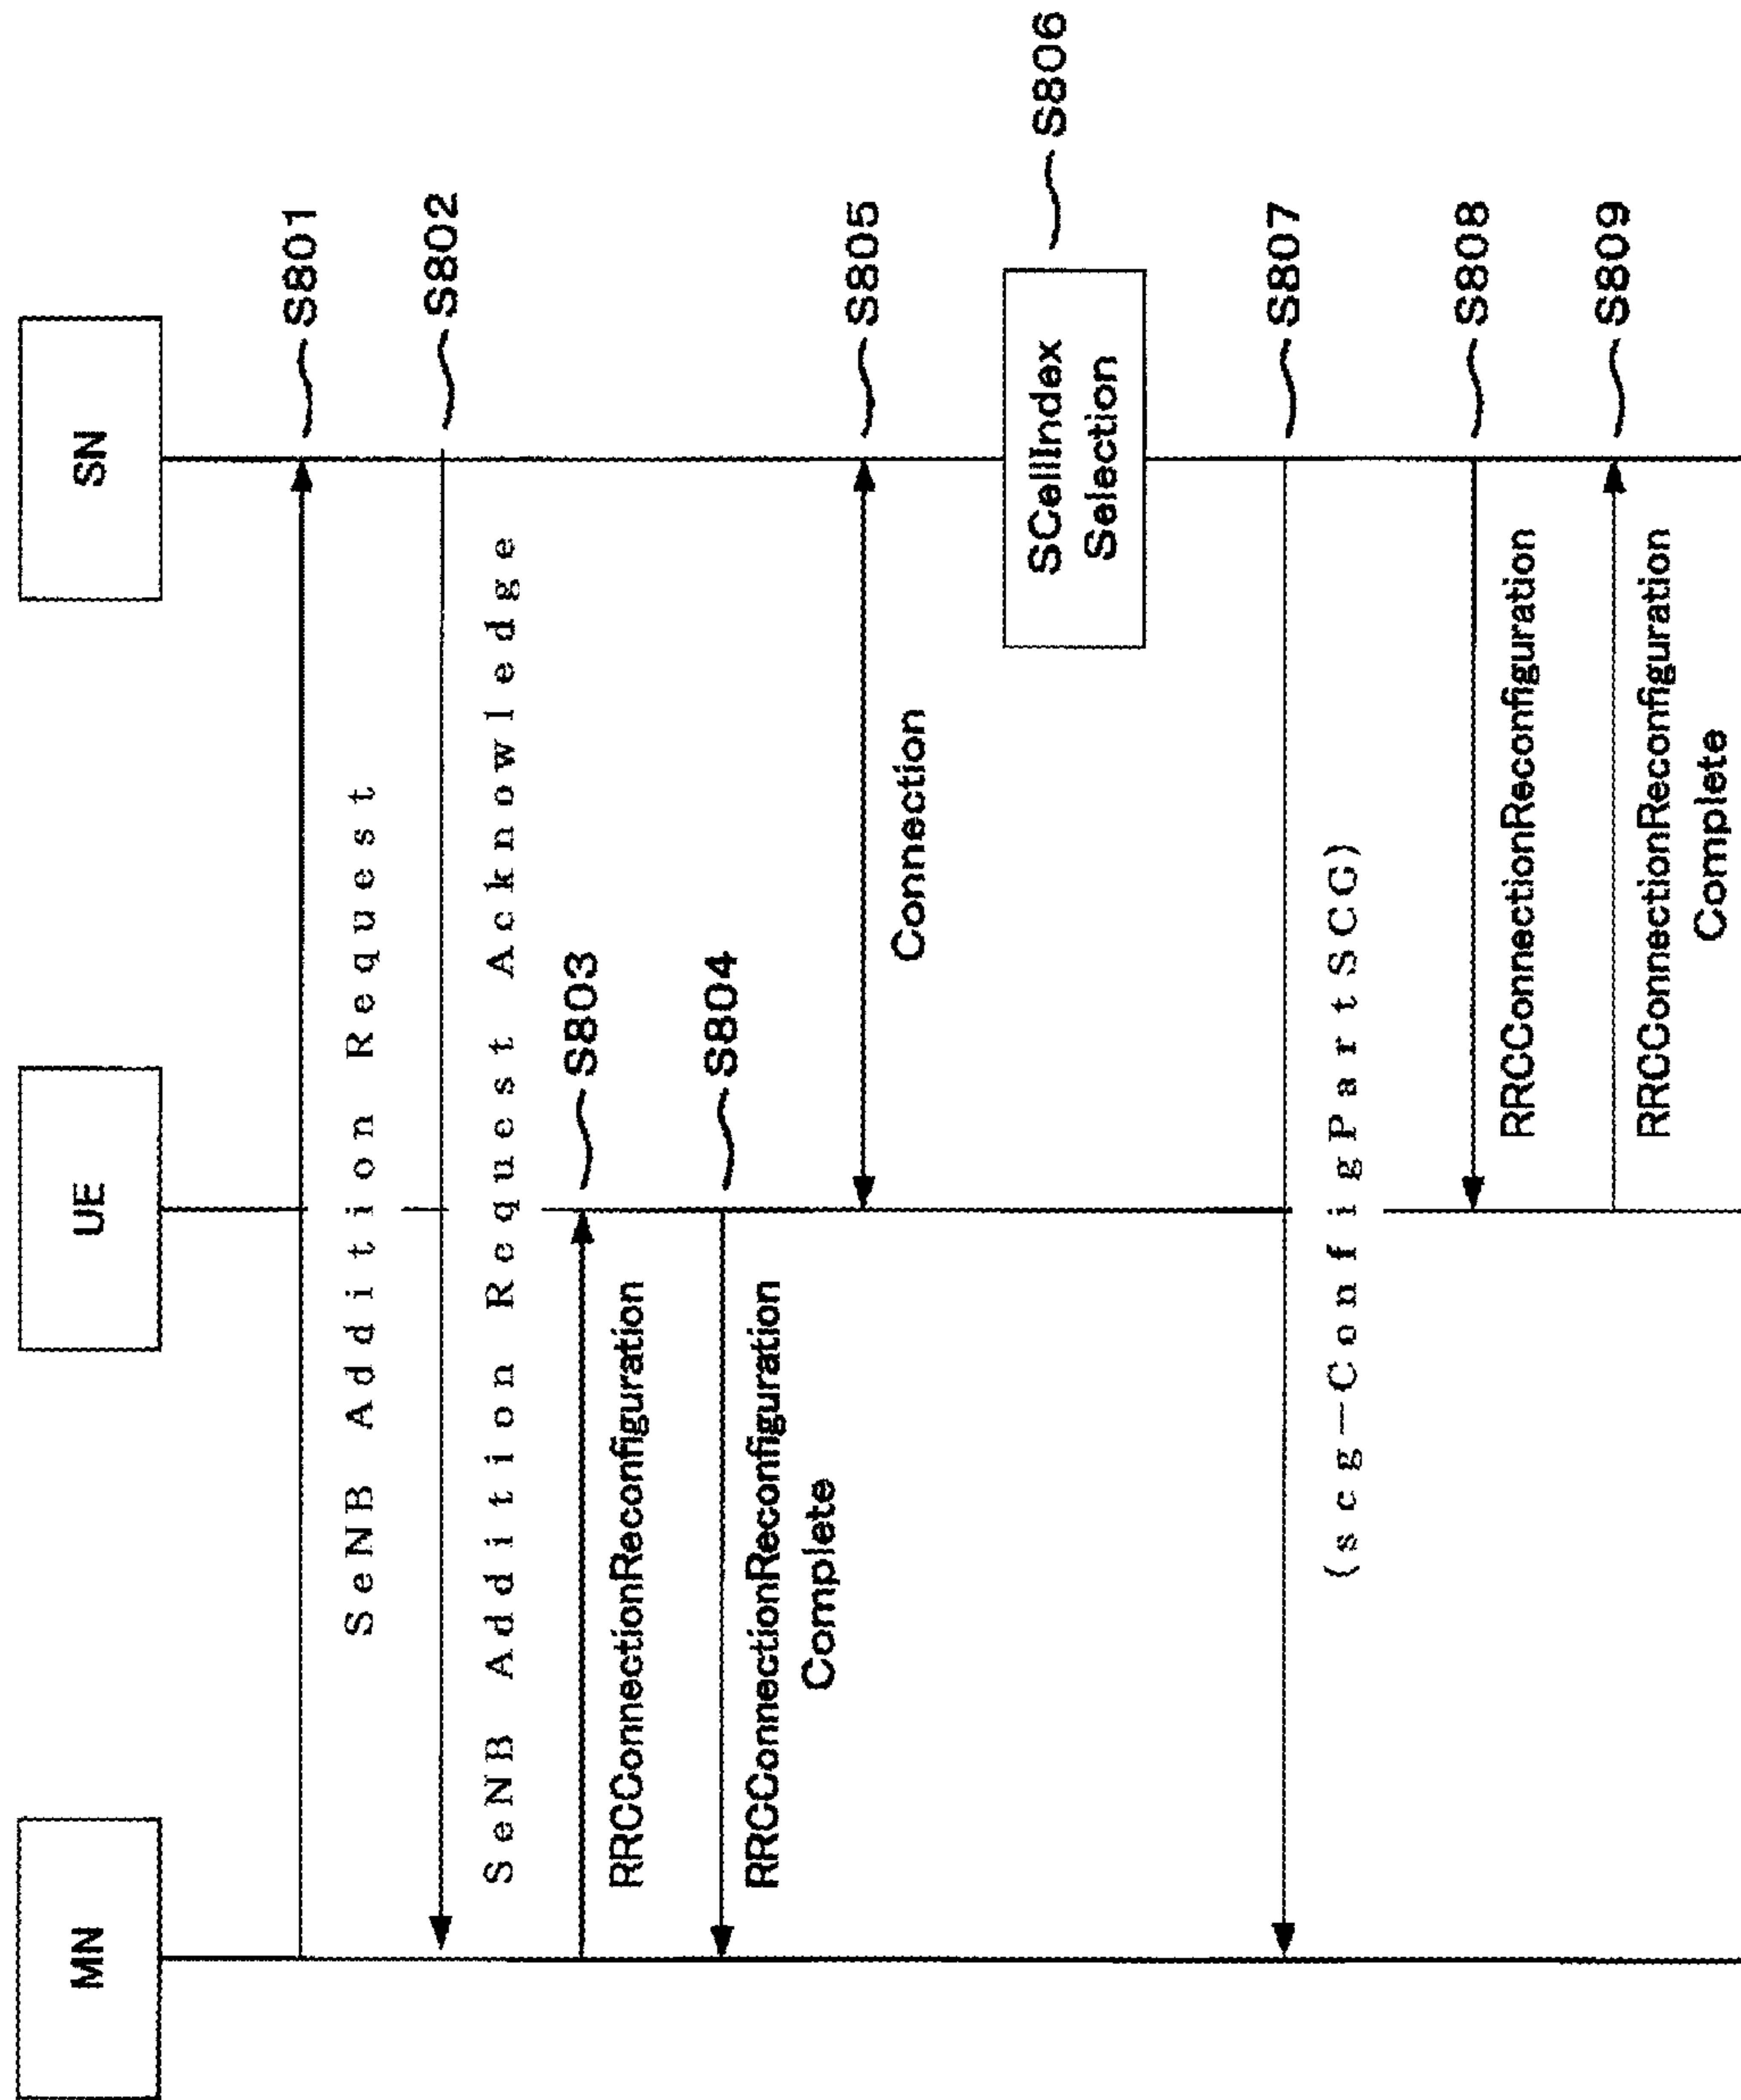 MN
UE
SN
S801
SeNB Addition Request
S802
SeNB Addition Request Acknowledge
S803
RRCConnectionReconfiguration
S804
RRCConnectionReconfiguration
Complete
S805
Connection
S806
SCellIndex
Selection
S807
(scg-ConfigPartSCG)
S808
RRCConnectionReconfiguration
S809
RRCConnectionReconfiguration
Complete